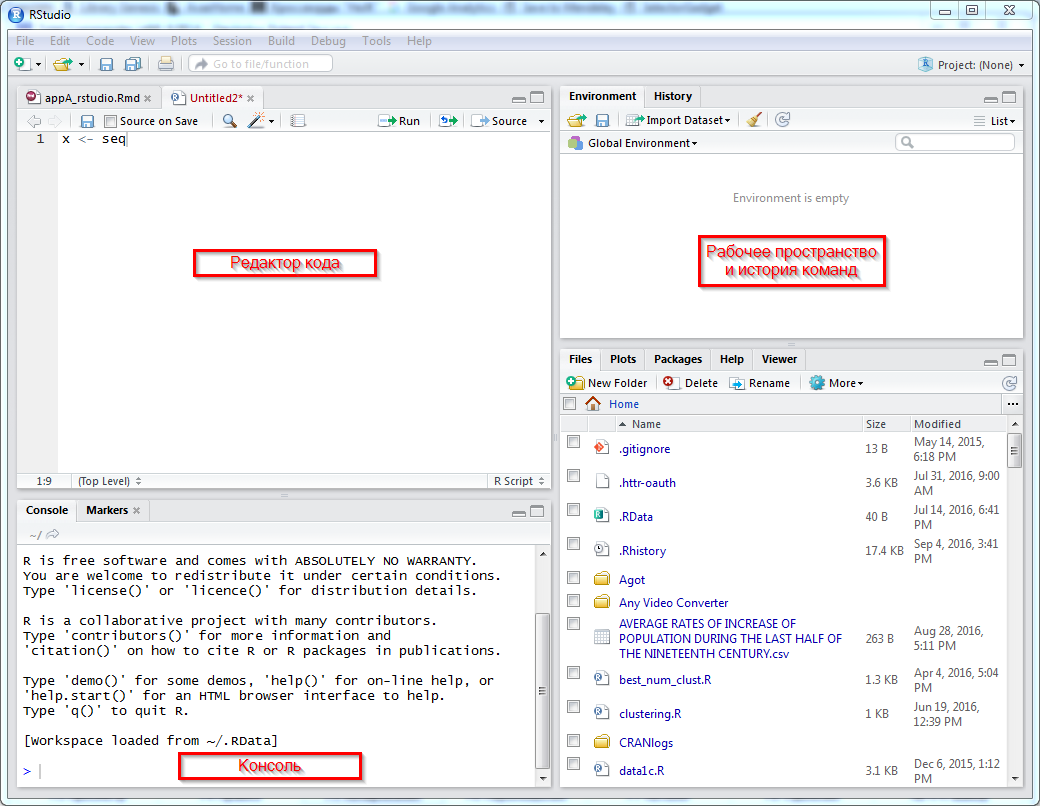 RStudio
File Edit Code View Plots Session Build Debug Tools Help
Go to file/function
Project: (None)
appA_rstudio.Rmd
Untitled2*
Source on Save
Run
Source
1 x <- seq
Редактор кода
1:9 (Top Level) R Script
Console Markers
~/
R is free software and comes with ABSOLUTELY NO WARRANTY.
You are welcome to redistribute it under certain conditions.
Type 'license()' or 'licence()' for distribution details.
R is a collaborative project with many contributors.
Type 'contributors()' for more information and
'citation()' on how to cite R or R packages in publications.
Type 'demo()' for some demos, 'help()' for on-line help, or
'help.start()' for an HTML browser interface to help.
Type 'q()' to quit R.
[Workspace loaded from ~/.RData]
>
Консоль
Environment History
Import Dataset
List
Global Environment
Environment is empty
Рабочее пространство
и история команд
Files Plots Packages Help Viewer
New Folder Delete Rename More
Home ...
Name Size Modified
.gitignore 13 B May 14, 2015,
6:18 PM
.httr-oauth 3.6 KB Jul 31, 2016, 9:00
AM
.RData 40 B Jul 14, 2016, 6:41
PM
.Rhistory 17.4 KB Sep 4, 2016, 3:41
PM
Agot
Any Video Converter
AVERAGE RATES OF INCREASE OF
POPULATION DURING THE LAST HALF OF
THE NINETEENTH CENTURY.csv
263 B
Aug 28, 2016,
5:11 PM
best_num_clust.R 1.3 KB Apr 4, 2016, 5:04
PM
clustering.R 1 KB Jun 19, 2016,
12:39 PM
CRANlogs
data1c.R 3.1 KB Dec 6, 2015, 1:12
PM